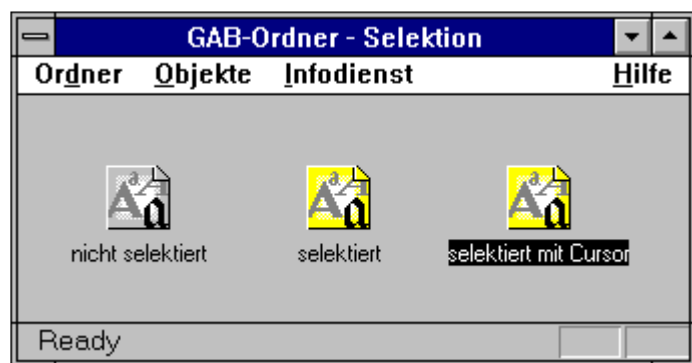 GAB-Ordner - Selektion
Ordner Objekte Infodienst Hilfe
nicht selektiert selektiert selektiert mit Cursor
Ready